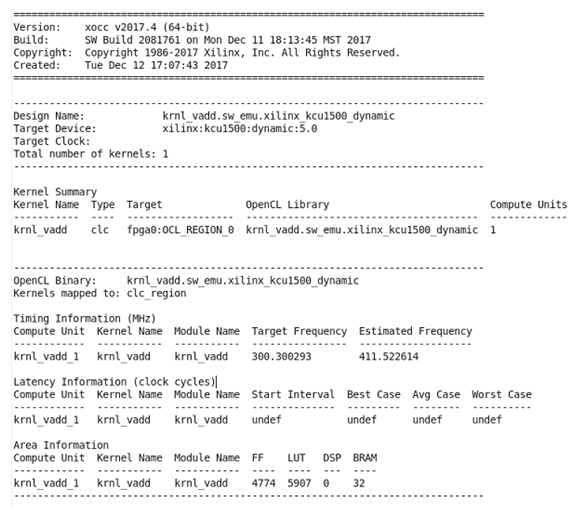 ===============================================================================
Version:    xocc v2017.4 (64-bit)
Build:      SW Build 2081761 on Mon Dec 11 18:13:45 MST 2017
Copyright:  Copyright 1986-2017 Xilinx, Inc. All Rights Reserved.
Created:    Tue Dec 12 17:07:43 2017
===============================================================================
-------------------------------------------------------------------------------
Design Name:             krnl_vadd.sw_emu.xilinx_kcu1500_dynamic
Target Device:           xilinx:kcu1500:dynamic:5.0
Target Clock:
Total number of kernels: 1
-------------------------------------------------------------------------------
Kernel Summary
Kernel Name  Type  Target              OpenCL Library                           Compute Units
-----------  ----  ------------------  ---------------------------------------  -------------
krnl_vadd    clc   fpga0:OCL_REGION_0  krnl_vadd.sw_emu.xilinx_kcu1500_dynamic  1
-------------------------------------------------------------------------------
OpenCL Binary:     krnl_vadd.sw_emu.xilinx_kcu1500_dynamic
Kernels mapped to: clc_region
Timing Information (MHz)
Compute Unit  Kernel Name  Module Name  Target Frequency  Estimated Frequency
------------  -----------  -----------  ----------------  -------------------
krnl_vadd_1   krnl_vadd    krnl_vadd    300.300293        411.522614
Latency Information (clock cycles)
Compute Unit  Kernel Name  Module Name  Start Interval  Best Case  Avg Case  Worst Case
------------  -----------  -----------  --------------  ---------  --------  ----------
krnl_vadd_1   krnl_vadd    krnl_vadd    undef           undef      undef     undef
Area Information
Compute Unit  Kernel Name  Module Name  FF    LUT   DSP  BRAM
------------  -----------  -----------  ----  ----  ---  ----
krnl_vadd_1   krnl_vadd    krnl_vadd    4774  5907  0    32
-------------------------------------------------------------------------------